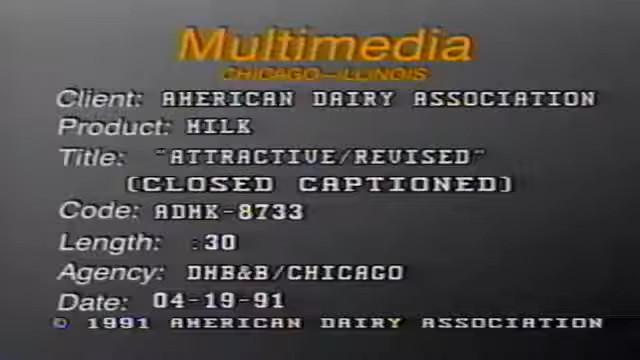 Multimedia
CHICAGO-ILLINOIS
Client: AMERICAN DAIRY ASSOCIATION
Product: MILK
Title: "ATTRACTIVE/REVISED"
(CLOSED CAPTIONED)
Code: ADMK-8733
Length: :30
Agency: DMB&B/CHICAGO
Date: 04-19-91
© 1991 AMERICAN DAIRY ASSOCIATION